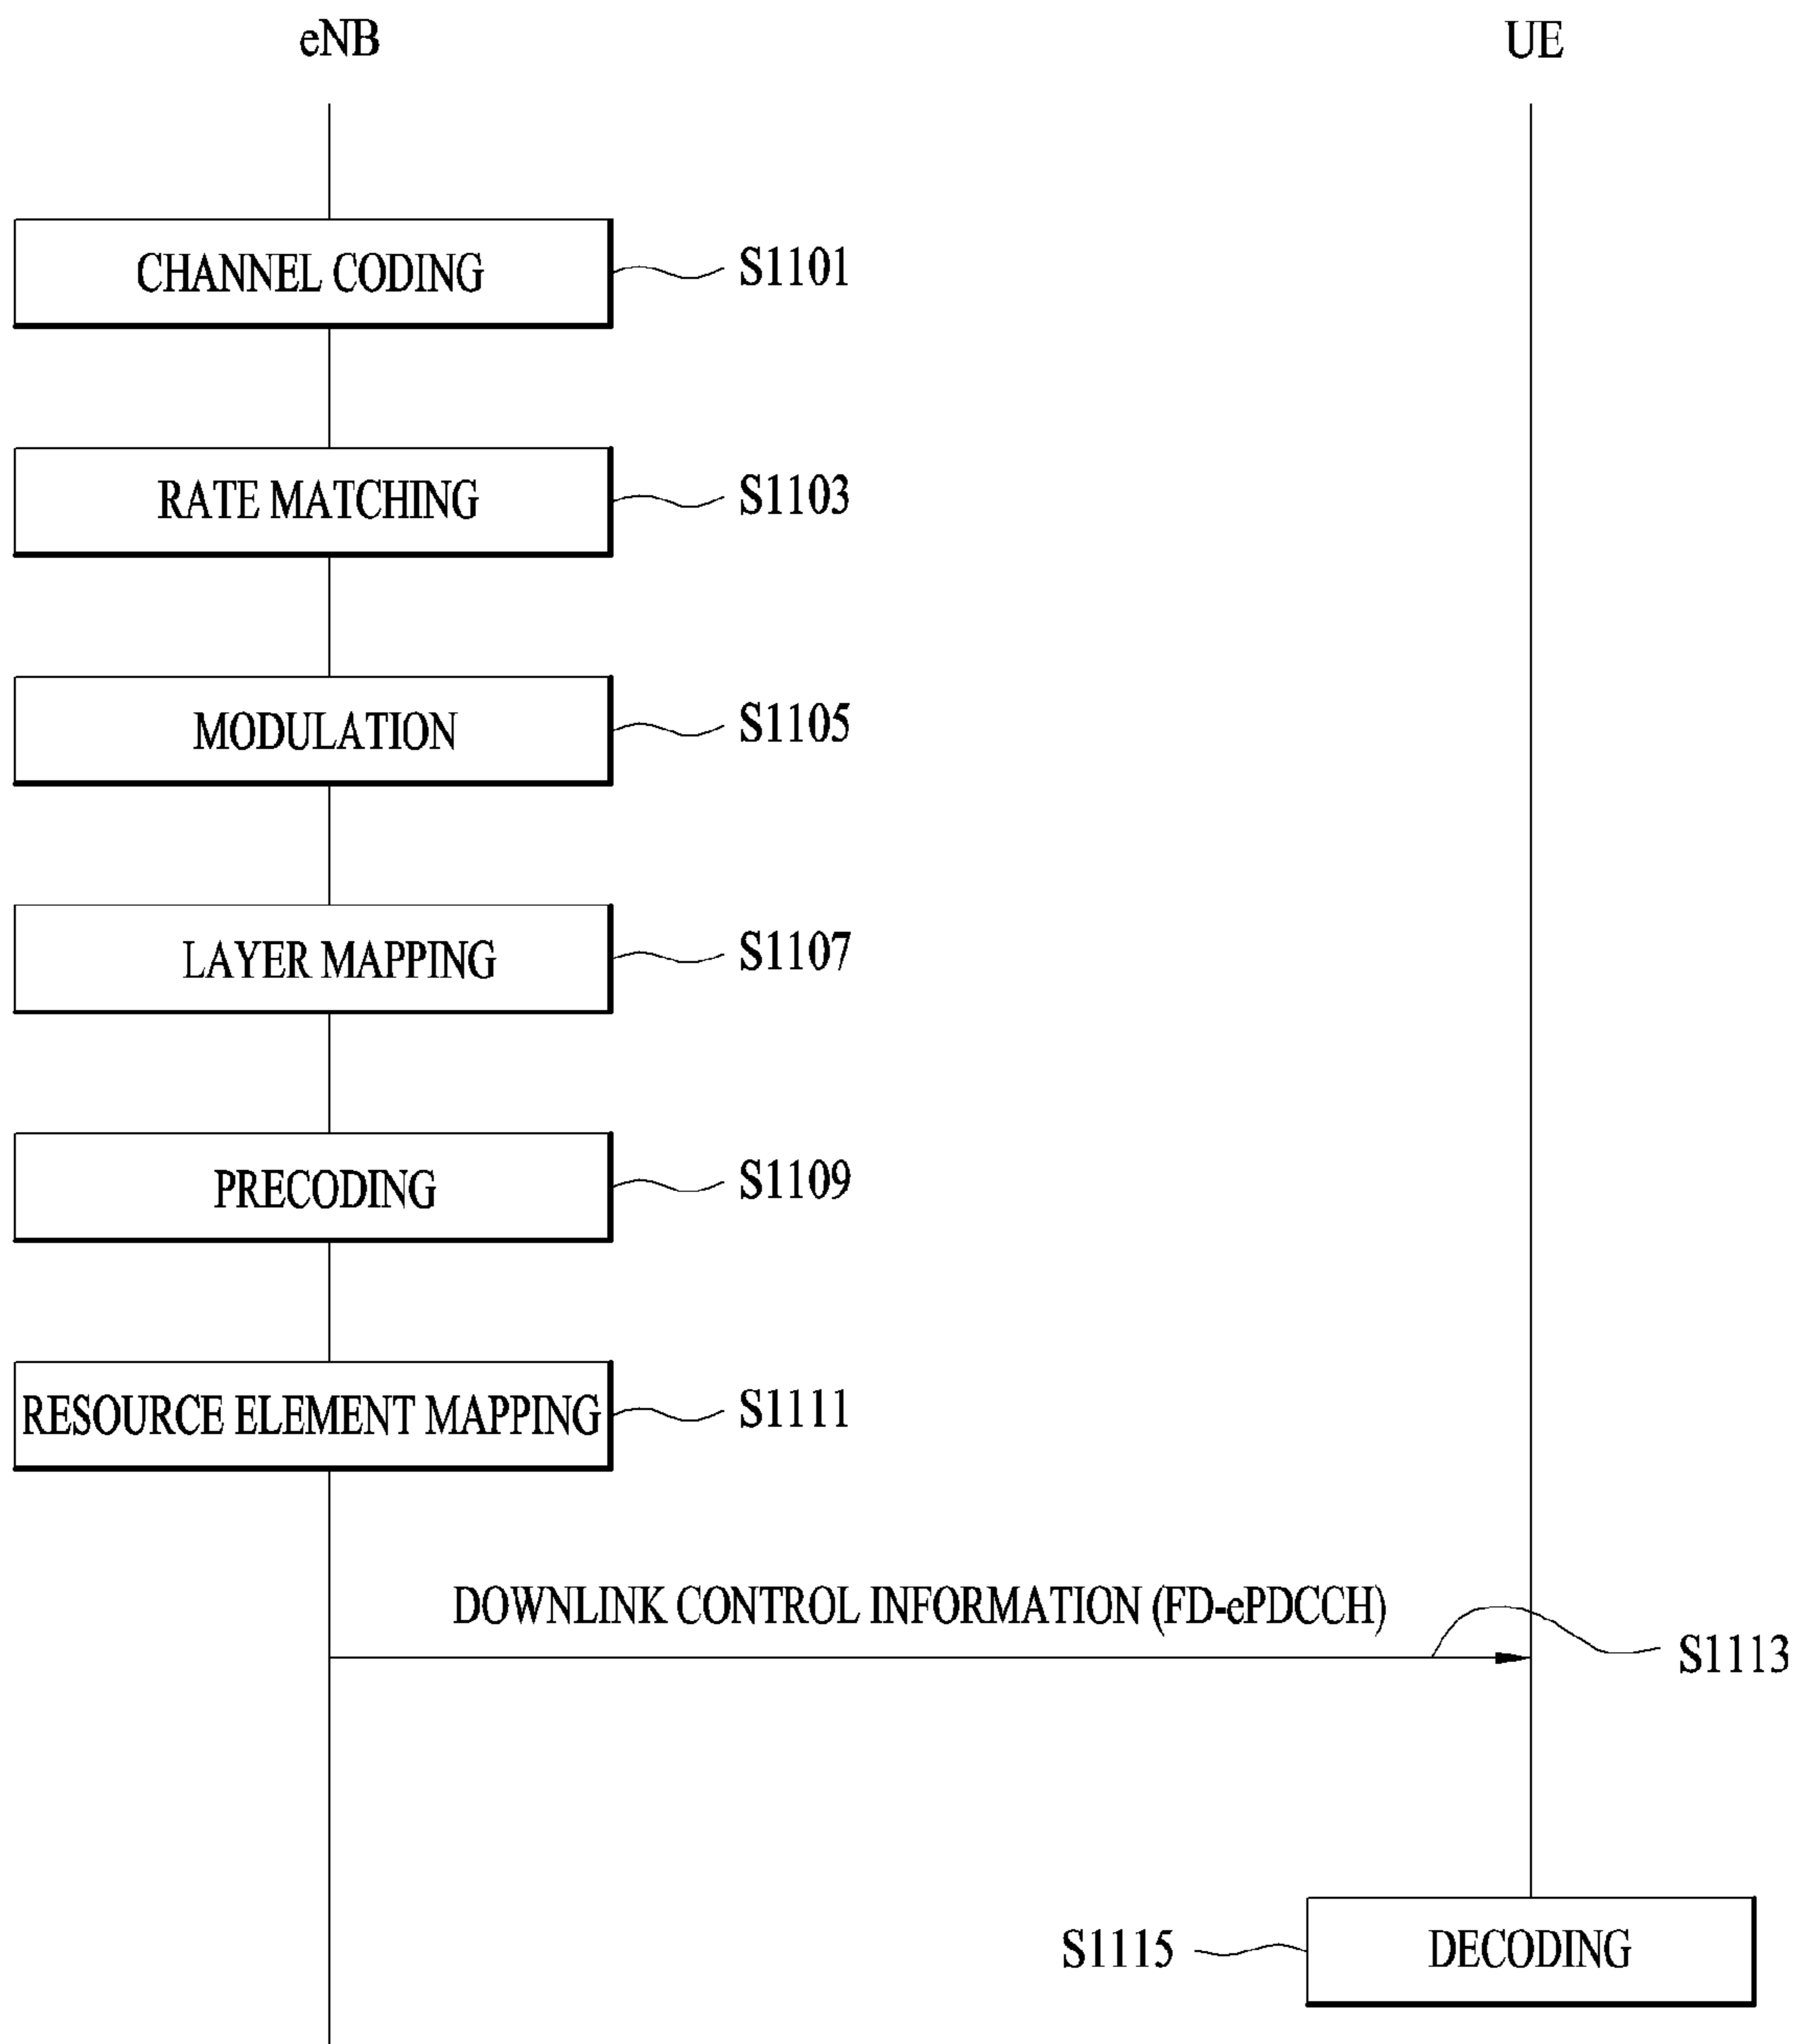 eNB
UE
CHANNEL CODING
S1101
RATE MATCHING
S1103
MODULATION
S1105
LAYER MAPPING
S1107
PRECODING
S1109
RESOURCE ELEMENT MAPPING
S1111
DOWNLINK CONTROL INFORMATION (FD-ePDCCH)
S1113
S1115
DECODING